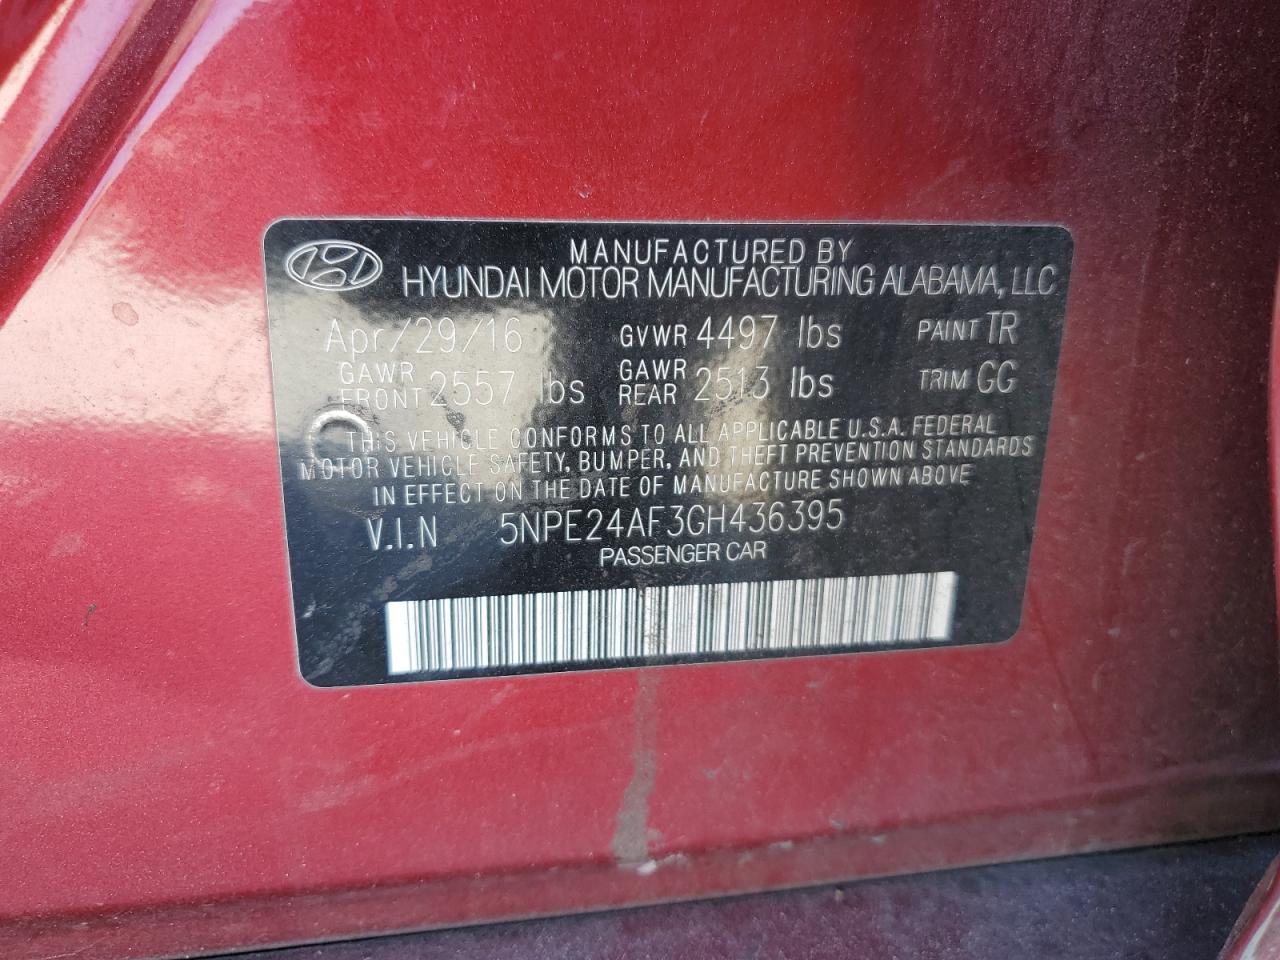 MANUFACTURED BY
HYUNDAI MOTOR MANUFACTURING ALABAMA, LLC
Apr/29/16 GVWR 4497 lbs PAINT TR
GAWR FRONT 2557 lbs GAWR REAR 2513 lbs TRIM GG
THIS VEHICLE CONFORMS TO ALL APPLICABLE U.S.A. FEDERAL
MOTOR VEHICLE SAFETY, BUMPER, AND THEFT PREVENTION STANDARDS
IN EFFECT ON THE DATE OF MANUFACTURE SHOWN ABOVE
V.I.N 5NPE24AF3GH436395
PASSENGER CAR